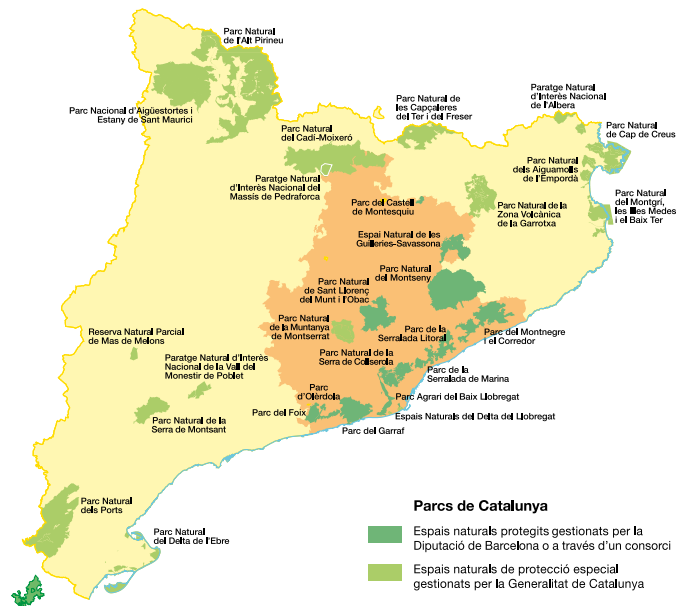 Parc Natural
de l'Alt Pirineu
Parc Nacional d'Aigüestortes i
Estany de Sant Maurici
Parc Natural de
les Capçaleres
del Ter i del Freser
Paratge Natural
d'Interès Nacional
de l'Albera
Parc Natural
de Cap de Creus
Parc Natural
del Cadí-Moixeró
Parc Natural
dels Aiguamolls
de l'Empordà
Paratge Natural
d'Interès Nacional del
Massís de Pedraforca
Parc del Castell
de Montesquiu
Parc Natural de la
Zona Volcànica
de la Garrotxa
Parc Natural
del Montgrí,
les Illes Medes
i el Baix Ter
Espai Natural de les
Guilleries-Savassona
Parc Natural
del Montseny
Parc Natural
de Sant Llorenç
del Munt i l'Obac
Parc Natural
de la Muntanya
de Montserrat
Parc de la
Serralada Litoral
Parc del Montnegre
i el Corredor
Reserva Natural Parcial
de Mas de Melons
Paratge Natural d'Interès
Nacional de la Vall del
Monestir de Poblet
Parc Natural de la
Serra de Collserola
Parc de la
Serralada de Marina
Parc
d'Olèrdola
Parc Agrari del Baix Llobregat
Parc del Foix
Espais Naturals del Delta del Llobregat
Parc Natural de la
Serra de Montsant
Parc del Garraf
Parc Natural
dels Ports
Parc Natural
del Delta de l'Ebre
Parcs de Catalunya
Espais naturals protegits gestionats per la
Diputació de Barcelona o a través d'un consorci
Espais naturals de protecció especial
gestionats per la Generalitat de Catalunya